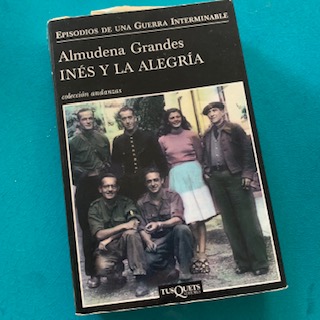 EPISODIOS DE UNA GUERRA INTERMINABLE
Almudena Grandes
INÉS Y LA ALEGRÍA
colección andanzas
TUSQUETS
EDITORES